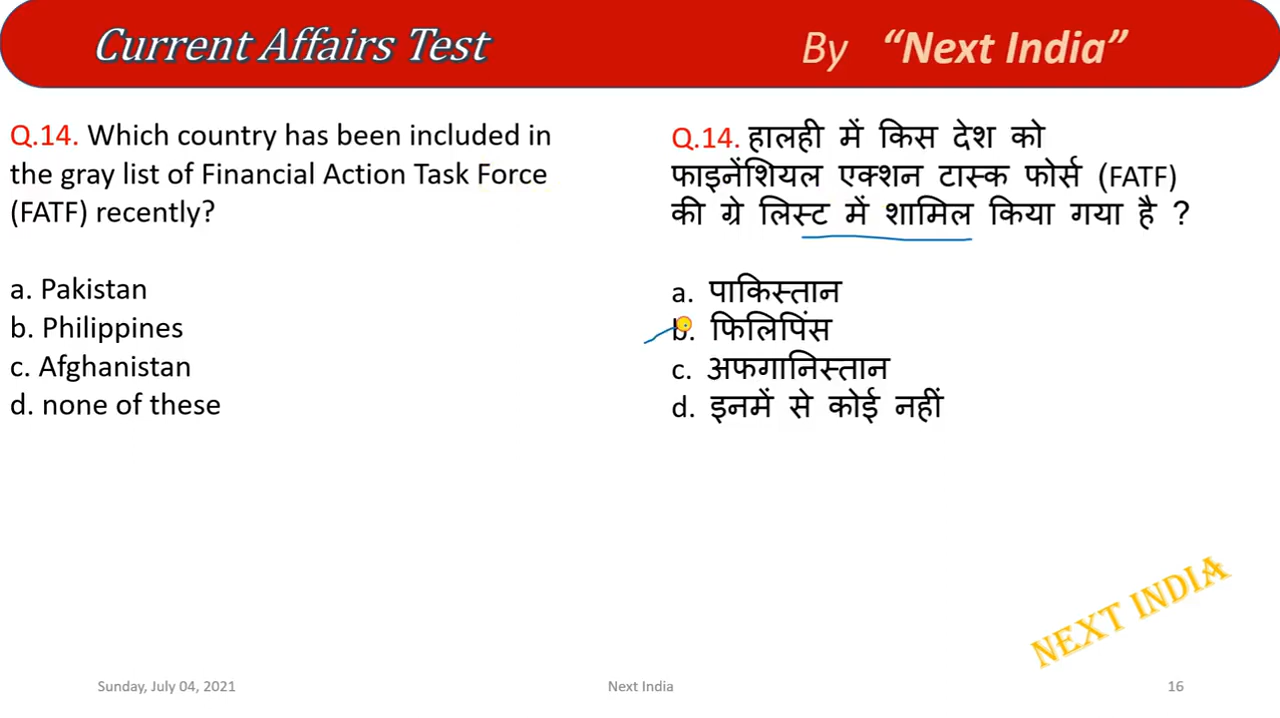 Current Affairs Test
By "Next India"
Q.14. Which country has been included in
the gray list of Financial Action Task Force
(FATF) recently?
a. Pakistan
b. Philippines
c. Afghanistan
d. none of these
Q.14. हालही में किस देश को
फाइनेंशियल एक्शन टास्क फोर्स (FATF)
की ग्रे लिस्ट में शामिल किया गया है ?
a. पाकिस्तान
b. फिलिपिंस
c. अफगानिस्तान
d. इनमें से कोई नहीं
NEXT INDIA
Sunday, July 04, 2021
Next India
16